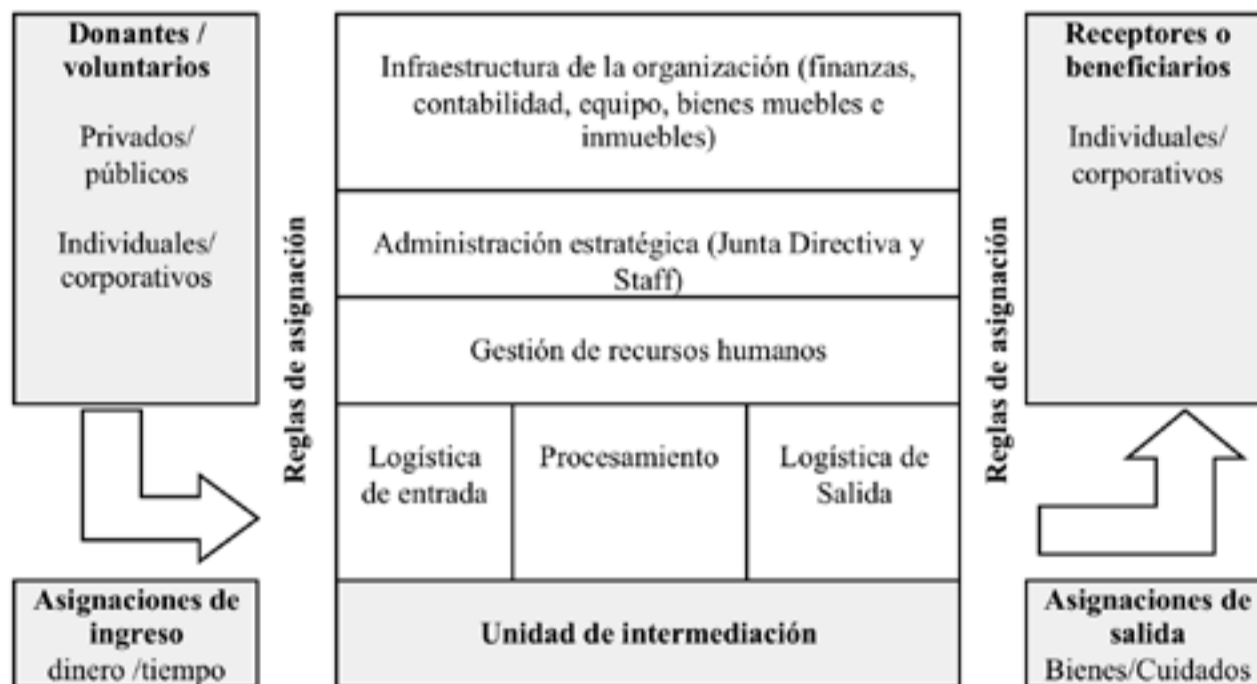 Donantes /
voluntarios
Privados/
públicos
Individuales/
corporativos
Asignaciones de
ingreso
dinero /tiempo
Reglas de asignación
Infraestructura de la organización (finanzas,
contabilidad, equipo, bienes muebles e
inmuebles)
Administración estratégica (Junta Directiva y
Staff)
Gestión de recursos humanos
Logística
de entrada
Procesamiento
Logística de
Salida
Unidad de intermediación
Reglas de asignación
Receptores o
beneficiarios
Individuales/
corporativos
Asignaciones de
salida
Bienes/Cuidados